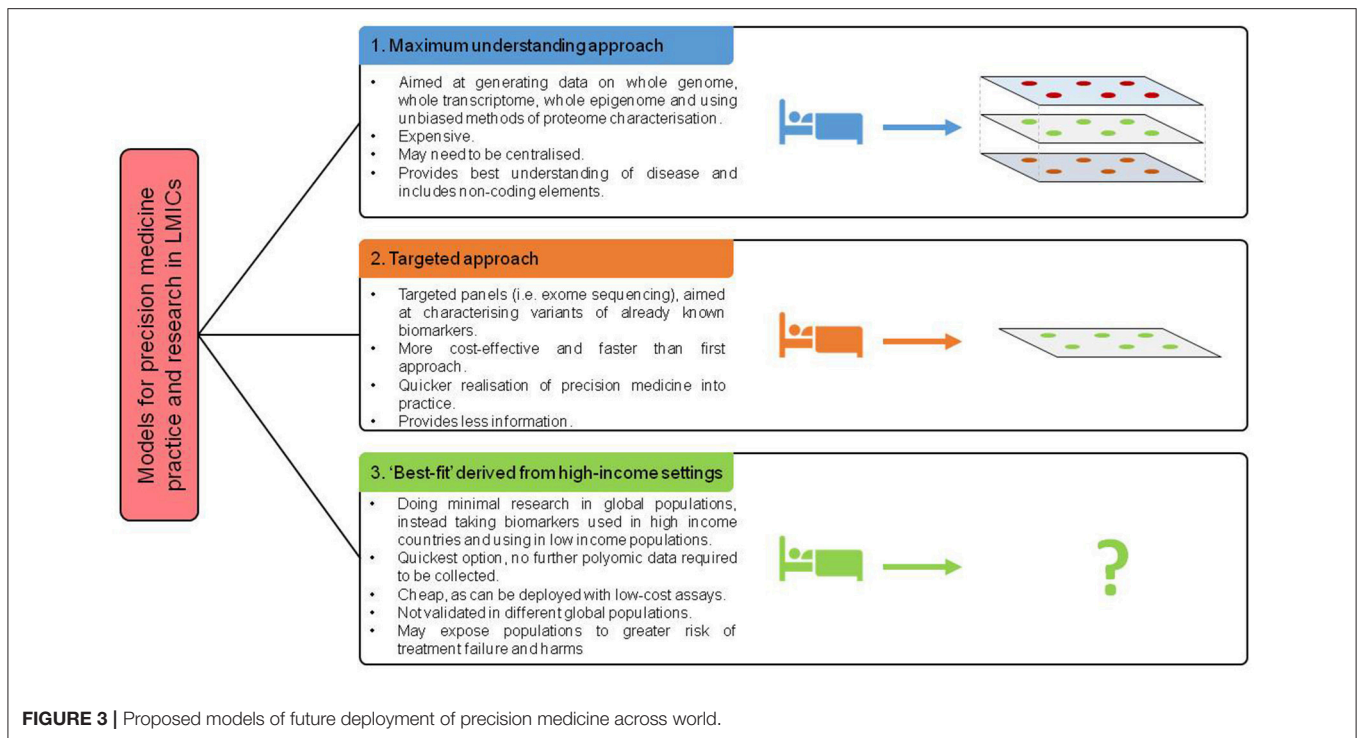 Models for precision medicine
practice and research in LMICs
1. Maximum understanding approach
• Aimed at generating data on whole genome,
whole transcriptome, whole epigenome and using
unbiased methods of proteome characterisation.
• Expensive.
• May need to be centralised.
• Provides best understanding of disease and
includes non-coding elements.
2. Targeted approach
• Targeted panels (i.e. exome sequencing), aimed
at characterising variants of already known
biomarkers.
• More cost-effective and faster than first
approach.
• Quicker realisation of precision medicine into
practice.
• Provides less information.
3. 'Best-fit' derived from high-income settings
• Doing minimal research in global populations,
instead taking biomarkers used in high income
countries and using in low income populations.
• Quickest option, no further polyomic data required
to be collected.
• Cheap, as can be deployed with low-cost assays.
• Not validated in different global populations.
• May expose populations to greater risk of
treatment failure and harms
?
FIGURE 3 | Proposed models of future deployment of precision medicine across world.